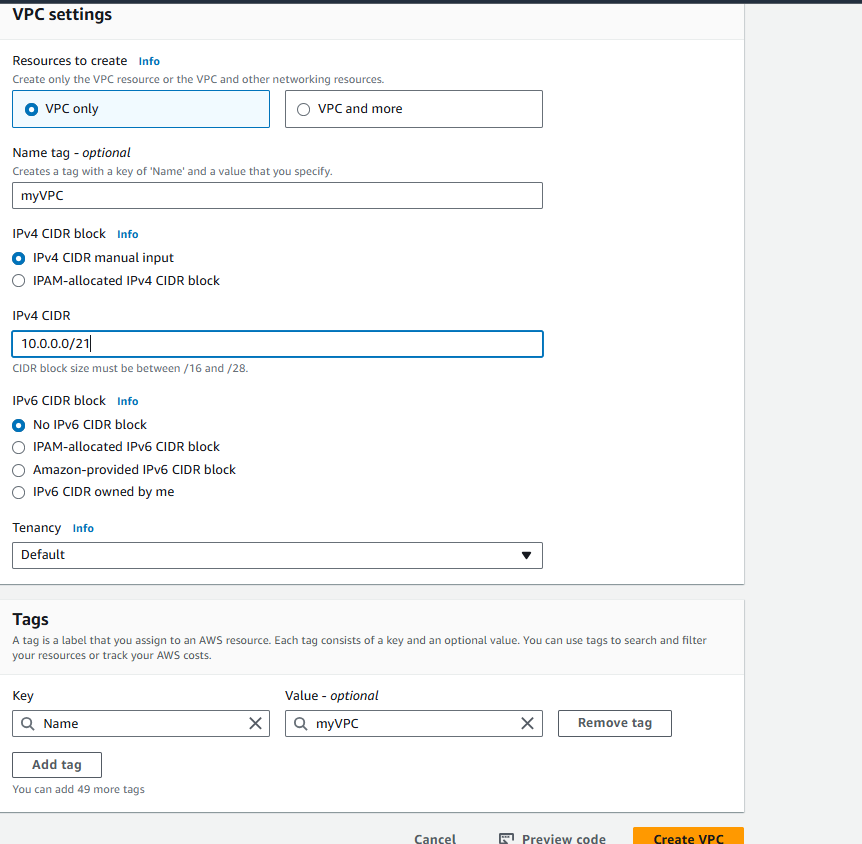 VPC settings
Resources to create Info
Create only the VPC resource or the VPC and other networking resources.
VPC only VPC and more
Name tag - optional
Creates a tag with a key of 'Name' and a value that you specify.
myVPC
IPv4 CIDR block Info
IPv4 CIDR manual input
IPAM-allocated IPv4 CIDR block
IPv4 CIDR
10.0.0.0/21
CIDR block size must be between /16 and /28.
IPv6 CIDR block Info
No IPv6 CIDR block
IPAM-allocated IPv6 CIDR block
Amazon-provided IPv6 CIDR block
IPv6 CIDR owned by me
Tenancy Info
Default
Tags
A tag is a label that you assign to an AWS resource. Each tag consists of a key and an optional value. You can use tags to search and filter
your resources or track your AWS costs.
Key Value - optional
Name myVPC Remove tag
Add tag
You can add 49 more tags
Cancel Preview code Create VPC